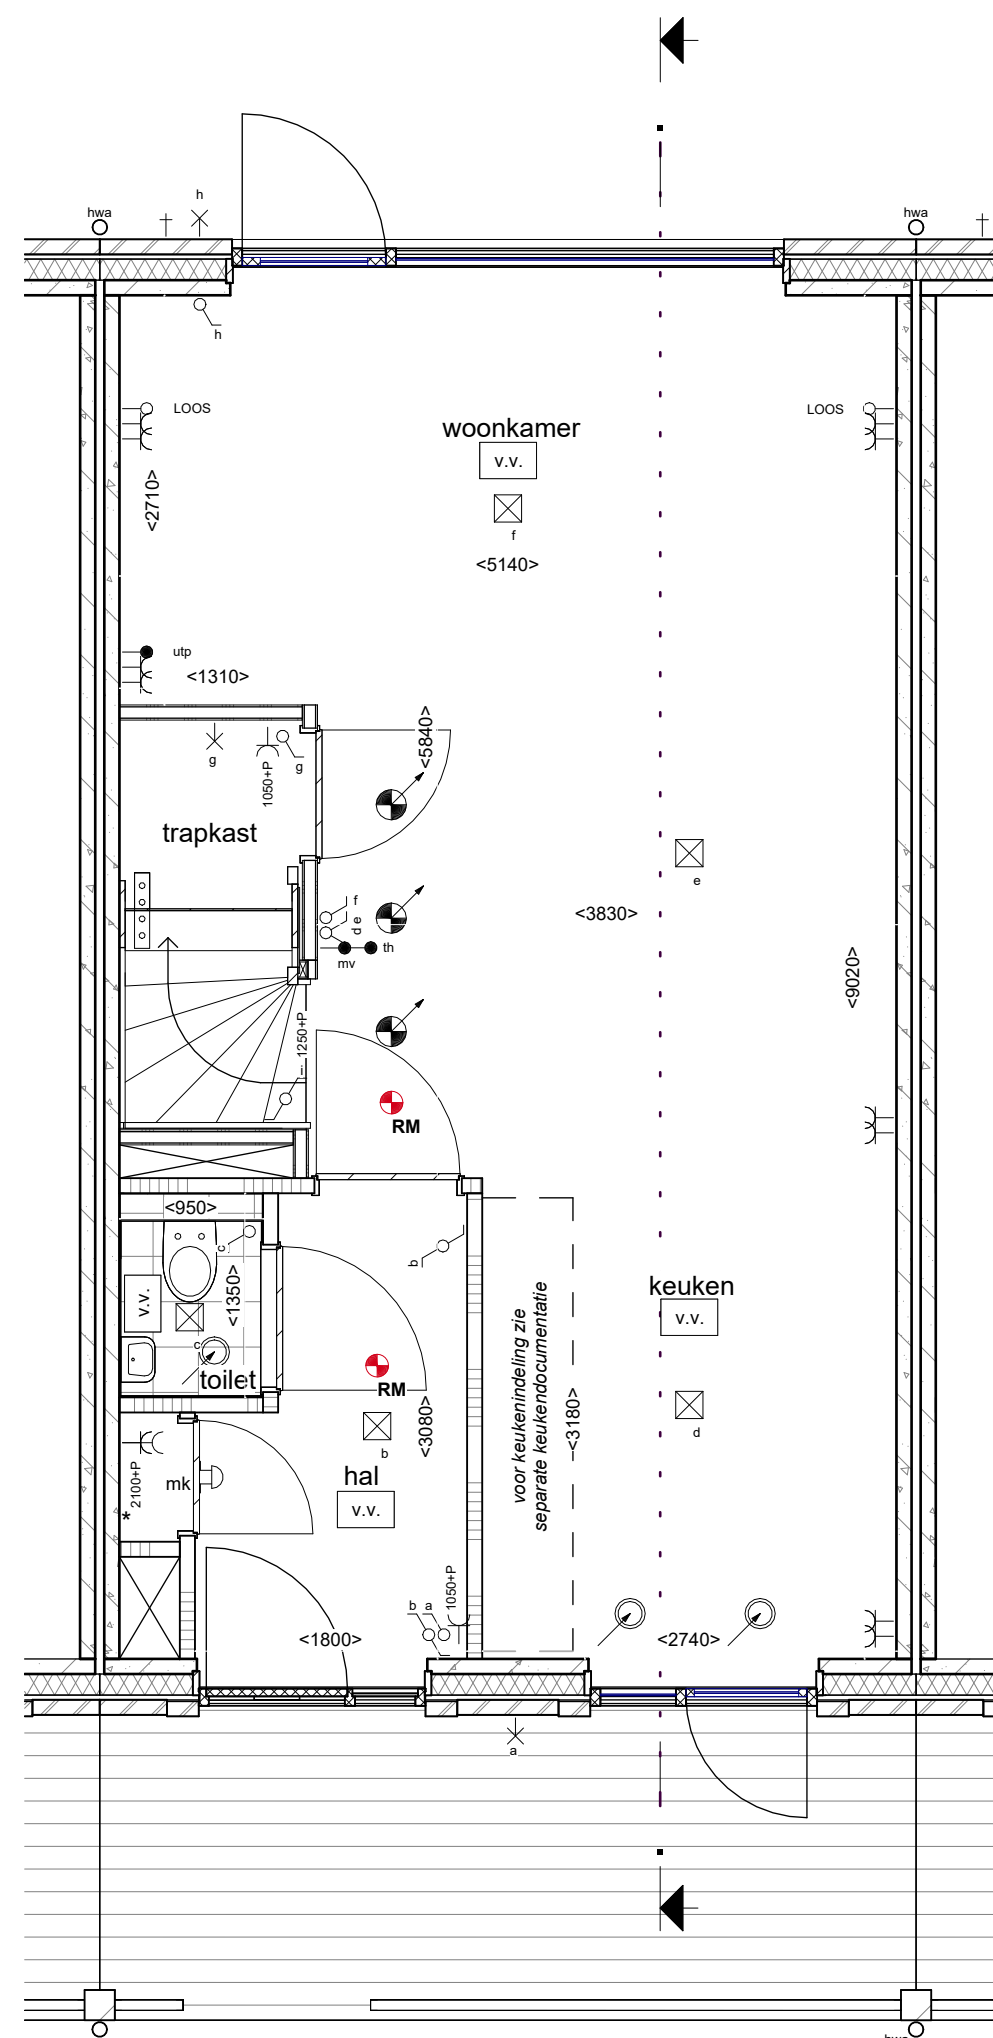 h
hwa
hwa
h
LOOS
LOOS
woonkamer
v.v.
<2710>
f
<5140>
utp
<1310>
<5840>
g
1050+P
g
trapkast
e
f
d e
<3830>
th
mv
<9020>
1250+P
RM
<950>
c
b
<1350>
v.v.
keuken
v.v.
c
toilet
RM
voor keukenindeling zie
separate keukendocumentatie
<3180>
<3080>
b
d
hal
v.v.
mk
2100+P
*
1050+P
b a
<1800>
<2740>
a
hwa